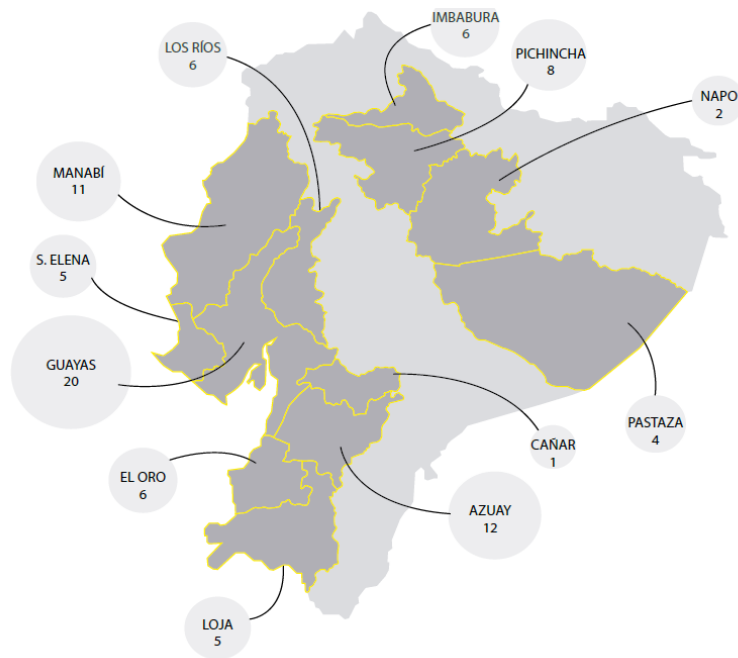 IMBABURA
6
LOS RÍOS
6
PICHINCHA
8
NAPO
2
MANABÍ
11
S. ELENA
5
GUAYAS
20
PASTAZA
4
CAÑAR
1
EL ORO
6
AZUAY
12
LOJA
5